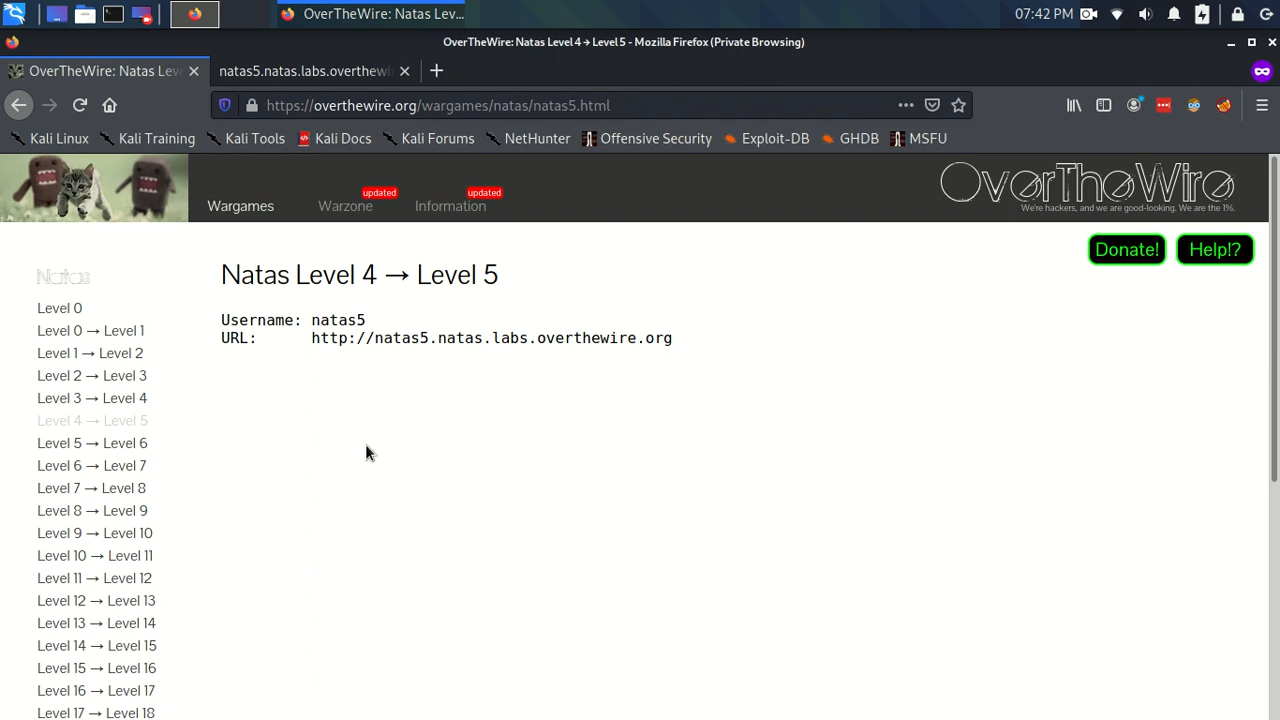 OverTheWire: Natas Lev...
07:42 PM
OverTheWire: Natas Level 4 → Level 5 - Mozilla Firefox (Private Browsing)
OverTheWire: Natas Lev
natas5.natas.labs.overthewi
https://overthewire.org/wargames/natas/natas5.html
Kali Linux
Kali Training
Kali Tools
Kali Docs
Kali Forums
NetHunter
Offensive Security
Exploit-DB
GHDB
MSFU
Wargames
Warzone
updated
Information
updated
OverTheWire
We're hackers, and we are good-looking. We are the 1%.
Donate!
Help!?
Natas
Level 0
Level 0 → Level 1
Level 1 → Level 2
Level 2 → Level 3
Level 3 → Level 4
Level 4 → Level 5
Level 5 → Level 6
Level 6 → Level 7
Level 7 → Level 8
Level 8 → Level 9
Level 9 → Level 10
Level 10 → Level 11
Level 11 → Level 12
Level 12 → Level 13
Level 13 → Level 14
Level 14 → Level 15
Level 15 → Level 16
Level 16 → Level 17
Level 17 → Level 18
Natas Level 4 → Level 5
Username: natas5
URL: http://natas5.natas.labs.overthewire.org